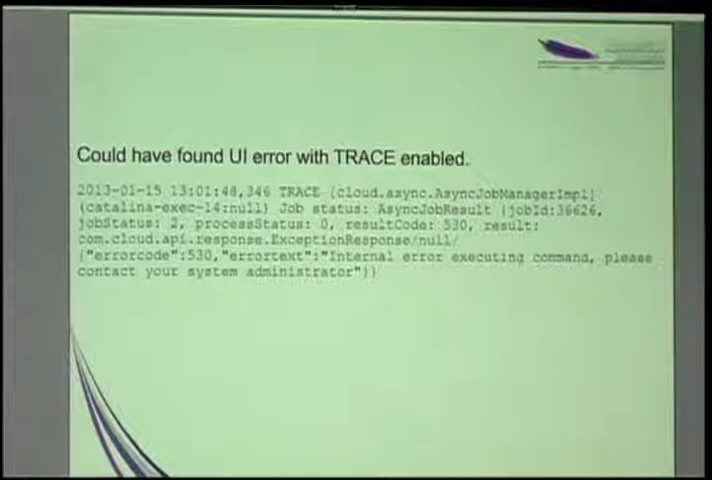 Could have found UI error with TRACE enabled.
2013-01-15 13:01:48,346 TRACE [cloud.async.AsyncJobManagerImpl]
(catalina-exec-14:null) Job status: AsyncJobResult {jobId:36626,
jobStatus: 2, processStatus: 0, resultCode: 530, result:
com.cloud.api.response.ExceptionResponse/null/
{"errorcode":530,"errortext":"Internal error executing command, please
contact your system administrator"}}